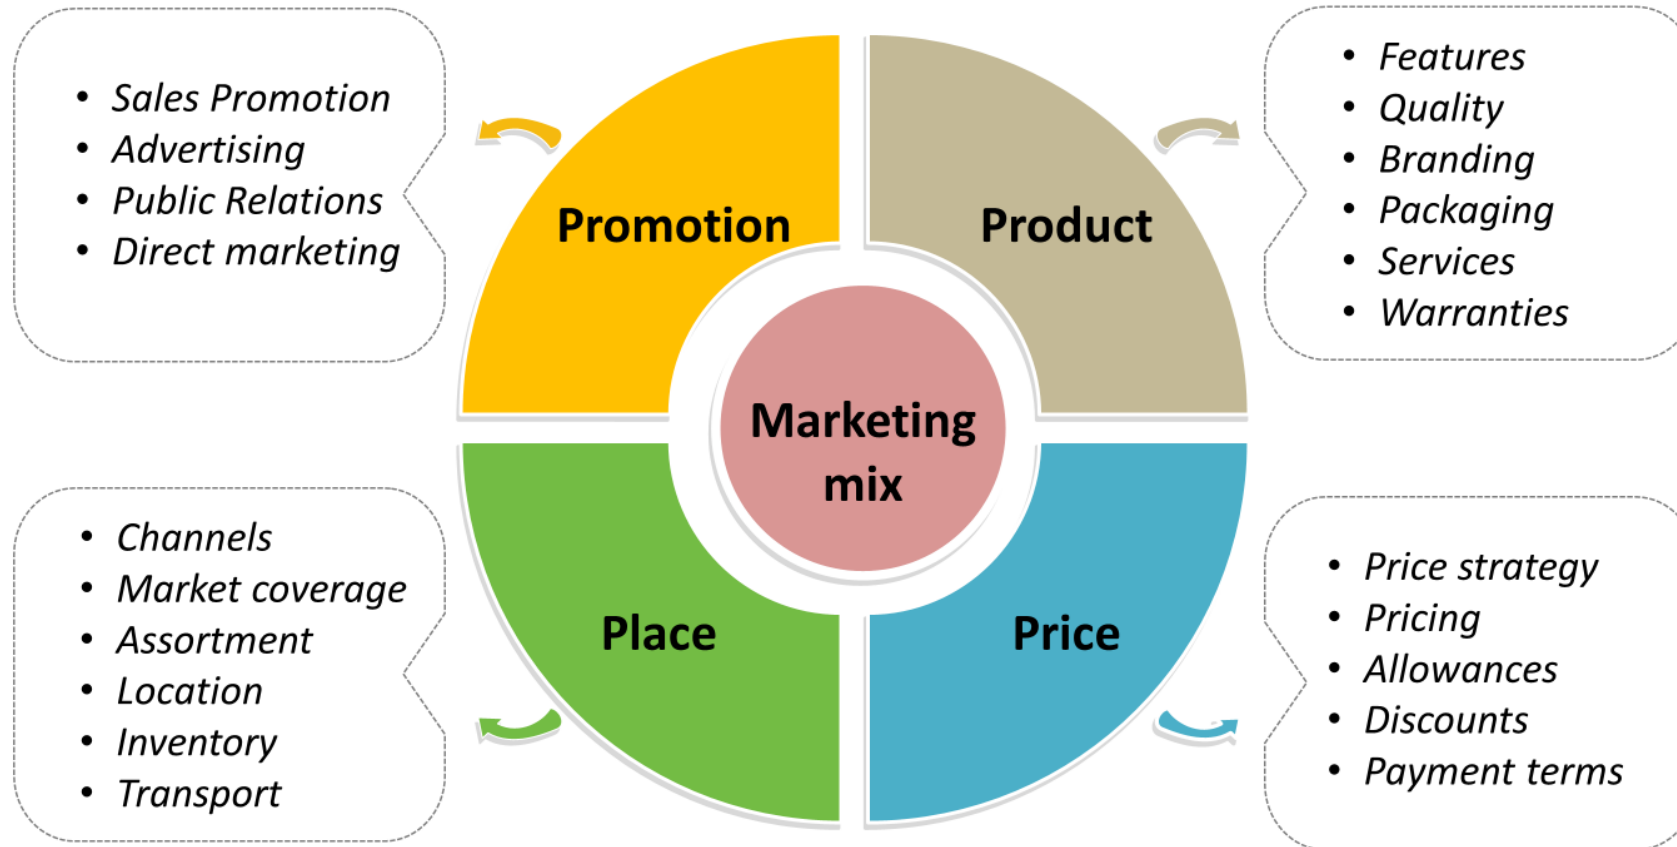 • Sales Promotion
• Advertising
• Public Relations
• Direct marketing
Promotion
Product
• Features
• Quality
• Branding
• Packaging
• Services
• Warranties
Marketing
mix
• Channels
• Market coverage
• Assortment
• Location
• Inventory
• Transport
Place
Price
• Price strategy
• Pricing
• Allowances
• Discounts
• Payment terms